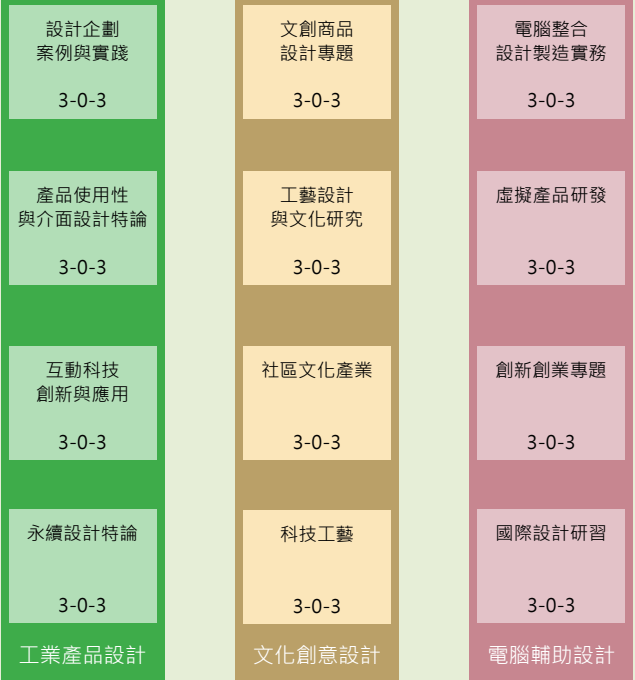 設計企劃
案例與實踐
3-0-3
產品使用性
與介面設計特論
3-0-3
互動科技
創新與應用
3-0-3
永續設計特論
3-0-3
工業產品設計
文創商品
設計專題
3-0-3
工藝設計
與文化研究
3-0-3
社區文化產業
3-0-3
科技工藝
3-0-3
文化創意設計
電腦整合
設計製造實務
3-0-3
虛擬產品研發
3-0-3
創新創業專題
3-0-3
國際設計研習
3-0-3
電腦輔助設計